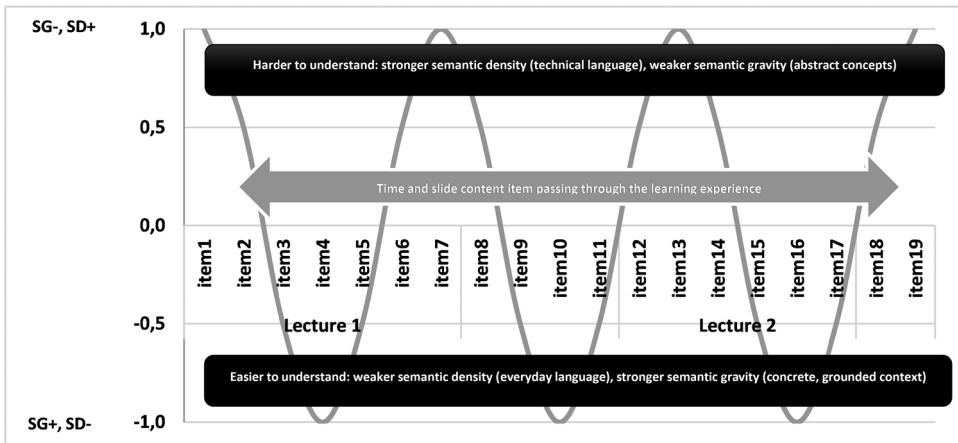 SG-, SD+
1,0
Harder to understand: stronger semantic density (technical language), weaker semantic gravity (abstract concepts)
0,5
Time and slide content item passing through the learning experience
0,0
item1
item2
item3
item4
item5
item6
item7
item8
item9
item10
item11
item12
item13
item14
item15
item16
item17
item18
item19
-0,5
Lecture 1
Lecture 2
Easier to understand: weaker semantic density (everyday language), stronger semantic gravity (concrete, grounded context)
SG+, SD-
-1,0